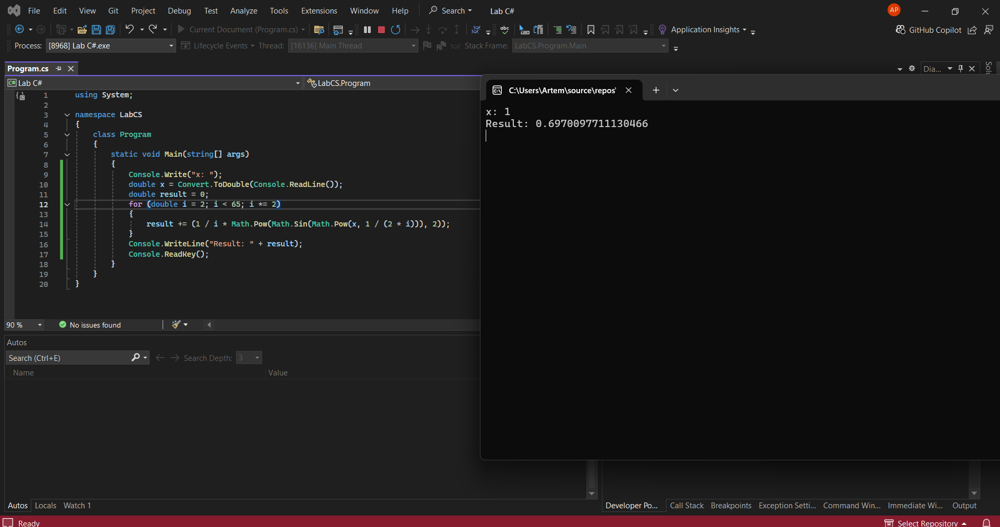 File Edit View Git Project Debug Test Analyze Tools Extensions Window Help Search Lab C# AP
Current Document (Program.cs) Application Insights GitHub Copilot
Process: [8968] Lab C#.exe Lifecycle Events Thread: [16136] Main Thread Stack Frame: LabCS.Program.Main
Program.cs Dia...
Lab C# LabCS.Program
C:\Users\Artem\source\repos\
x: 1
Result: 0.6970097711130466
1 using System;
2
3 namespace LabCS
4 {
5 class Program
6 {
7 static void Main(string[] args)
8 {
9 Console.Write("x: ");
10 double x = Convert.ToDouble(Console.ReadLine());
11 double result = 0;
12 for (double i = 2; i < 65; i *= 2)
13 {
14 result += (1 / i * Math.Pow(Math.Sin(Math.Pow(x, 1 / (2 * i))), 2));
15 }
16 Console.WriteLine("Result: " + result);
17 Console.ReadKey();
18 }
19 }
20 }
90 % No issues found
Autos
Search (Ctrl+E) Search Depth: 3
Name Value
Autos Locals Watch 1
Developer Po... Call Stack Breakpoints Exception Setti... Command Win... Immediate Wi... Output
Ready Select Repository